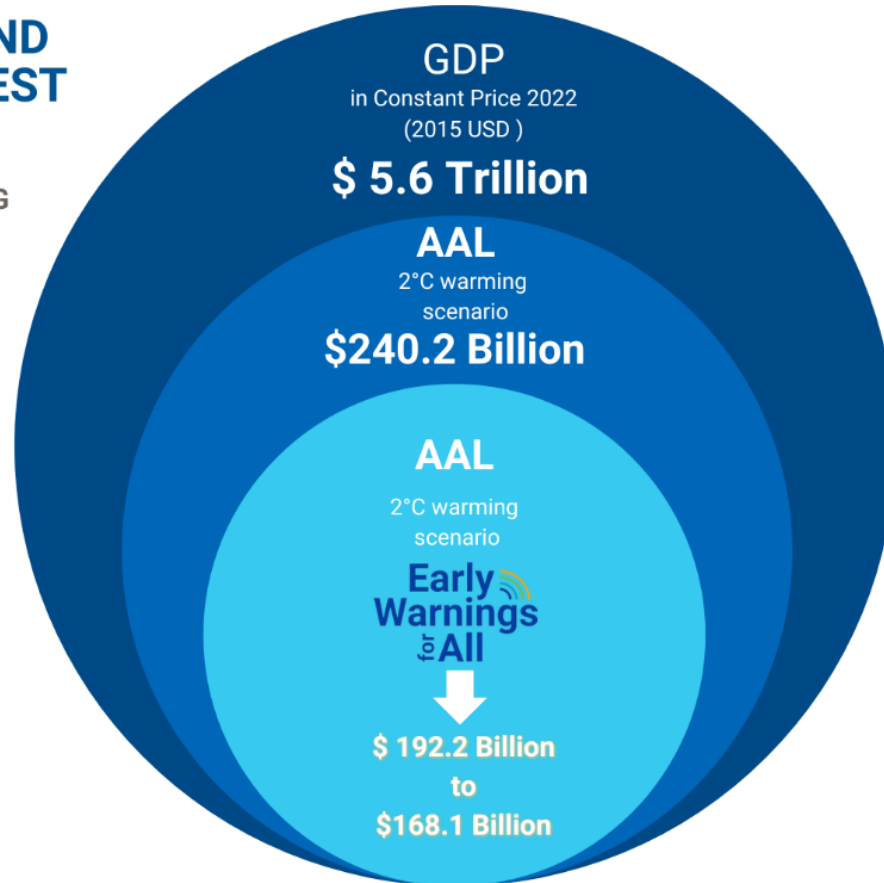 ND
EST
G
GDP
in Constant Price 2022
(2015 USD )
$ 5.6 Trillion
AAL
2°C warming
scenario
$240.2 Billion
AAL
2°C warming
scenario
Early
Warnings
for All
$ 192.2 Billion
to
$168.1 Billion